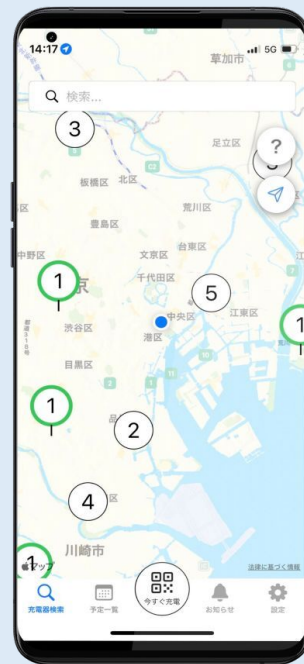 14:17
5G
草加市
検索...
3
足立区
?
板橋区
北区
荒川区
豊島区
台東区
中野区
文京区
千代田区
1
京
5
中央区
江東区
渋谷区
港区
1
目黒区
1
2
4
区
川崎市
1
マップ
法律に基づく情報
充電器検索
予定一覧
今すぐ充電
お知らせ
設定